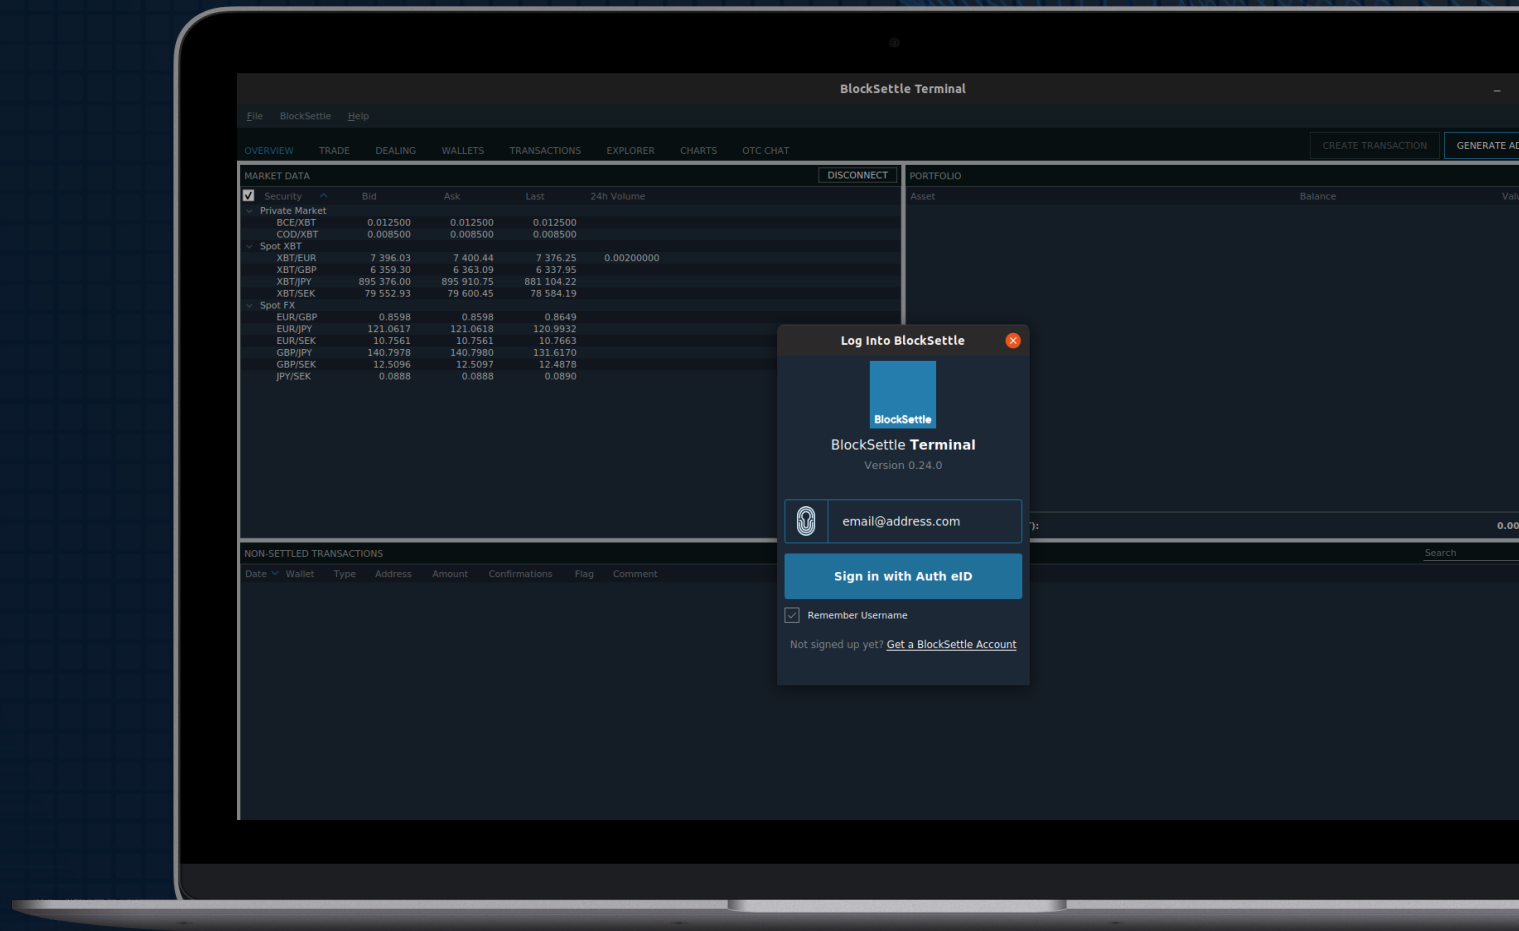 BlockSettle Terminal
File BlockSettle Help
OVERVIEW TRADE DEALING WALLETS TRANSACTIONS EXPLORER CHARTS OTC CHAT CREATE TRANSACTION GENERATE AD
MARKET DATA DISCONNECT PORTFOLIO
Security Bid Ask Last 24h Volume Asset Balance Valu
Private Market
BCE/XBT 0.012500 0.012500 0.012500
COD/XBT 0.008500 0.008500 0.008500
Spot XBT
XBT/EUR 7 396.03 7 400.44 7 376.25 0.00200000
XBT/GBP 6 359.30 6 363.09 6 337.95
XBT/JPY 895 376.00 895 910.75 881 104.22
XBT/SEK 79 552.93 79 600.45 78 584.19
Spot FX
EUR/GBP 0.8598 0.8598 0.8649
EUR/JPY 121.0617 121.0618 120.9932
EUR/SEK 10.7561 10.7561 10.7663
GBP/JPY 140.7978 140.7980 131.6170
GBP/SEK 12.5096 12.5097 12.4878
JPY/SEK 0.0888 0.0888 0.0890
Log Into BlockSettle
BlockSettle
BlockSettle Terminal
Version 0.24.0
email@address.com
Sign in with Auth eID
Remember Username
Not signed up yet? Get a BlockSettle Account
): 0.00
NON-SETTLED TRANSACTIONS Search
Date Wallet Type Address Amount Confirmations Flag Comment